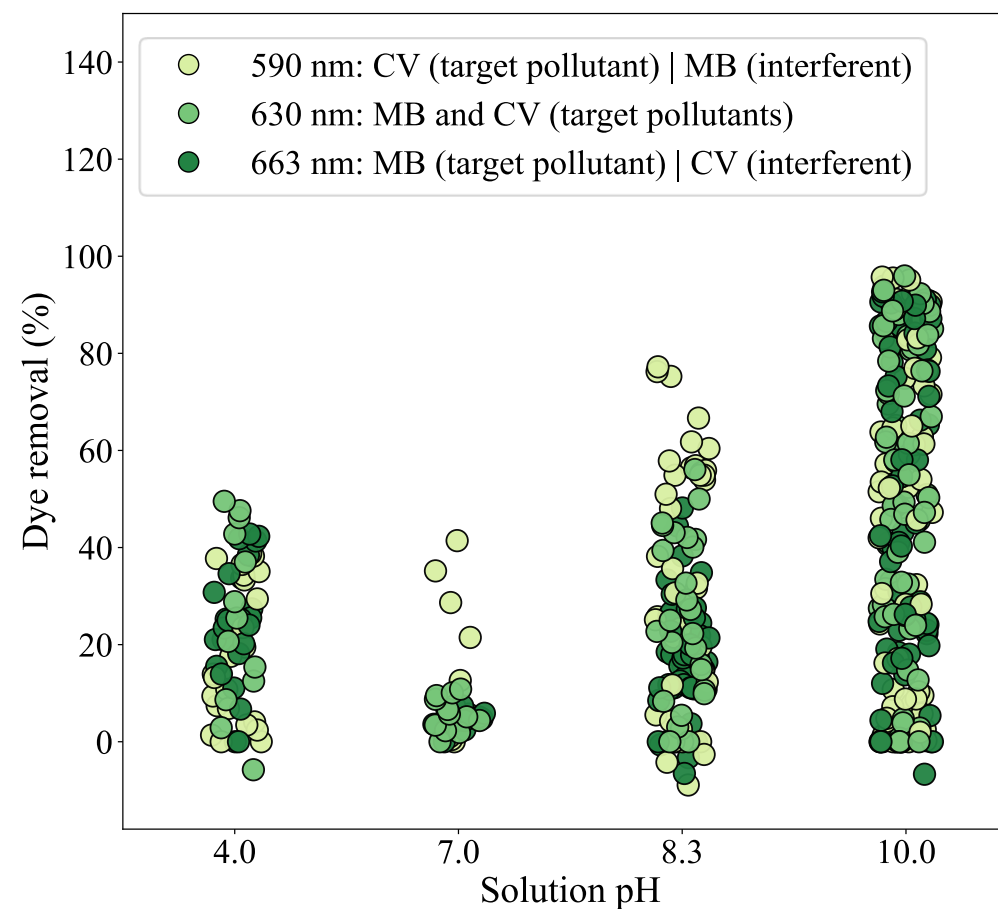 590 nm: CV (target pollutant) | MB (interferent)
630 nm: MB and CV (target pollutants)
663 nm: MB (target pollutant) | CV (interferent)
Dye removal (%)
140
120
100
80
60
40
20
0
4.0 7.0 8.3 10.0
Solution pH